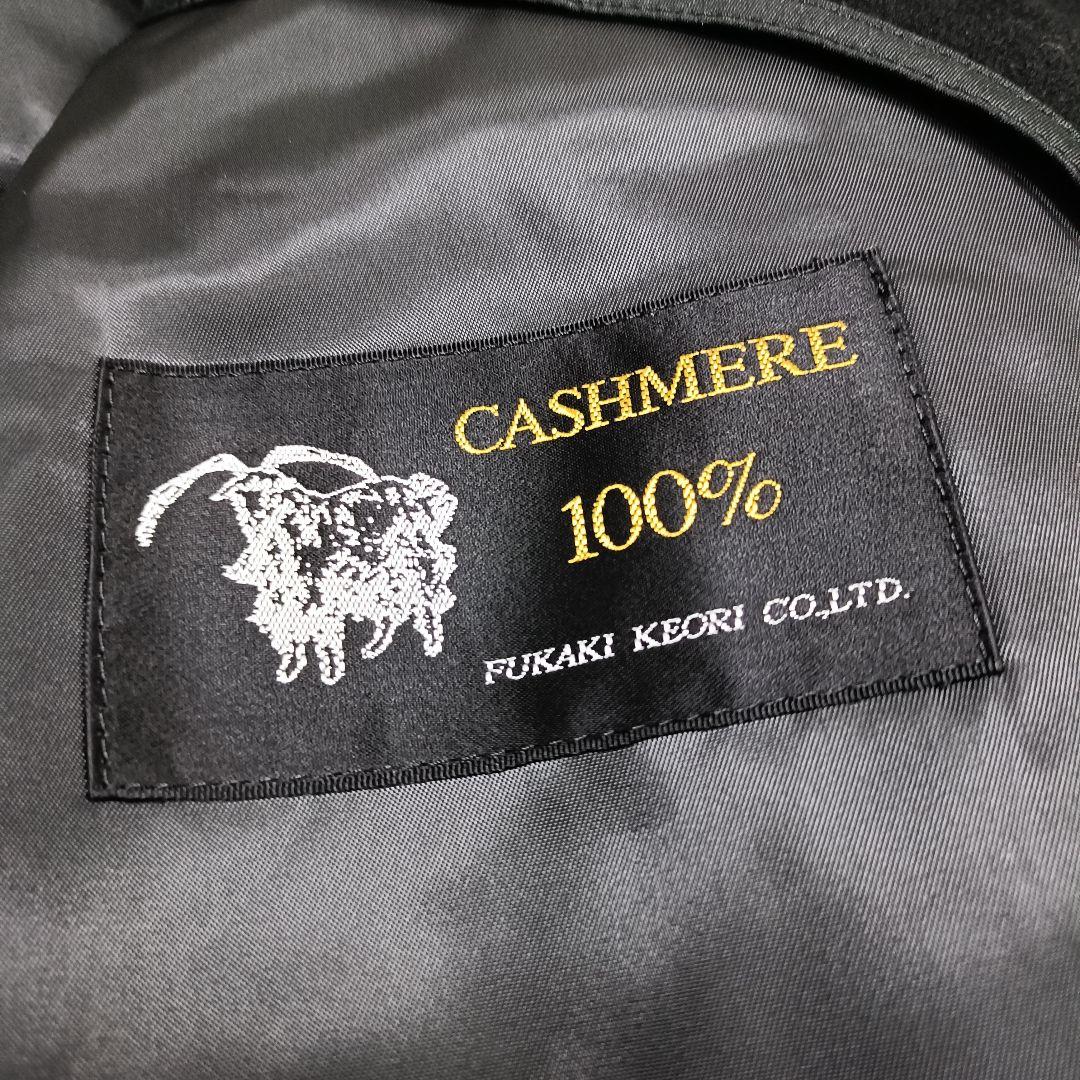 CASHMERE
100%
FUKAKI KEORI CO.,LTD.